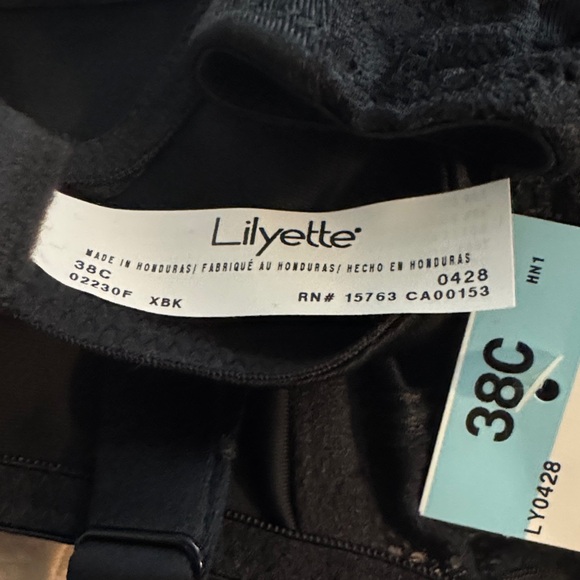 Lilyette
MADE IN HONDURAS/ FABRIQUÉ AU HONDURAS/ HECHO EN HONDURAS
38C 0428
02230F XBK RN# 15763 CA00153
HN1
38C
LY0428